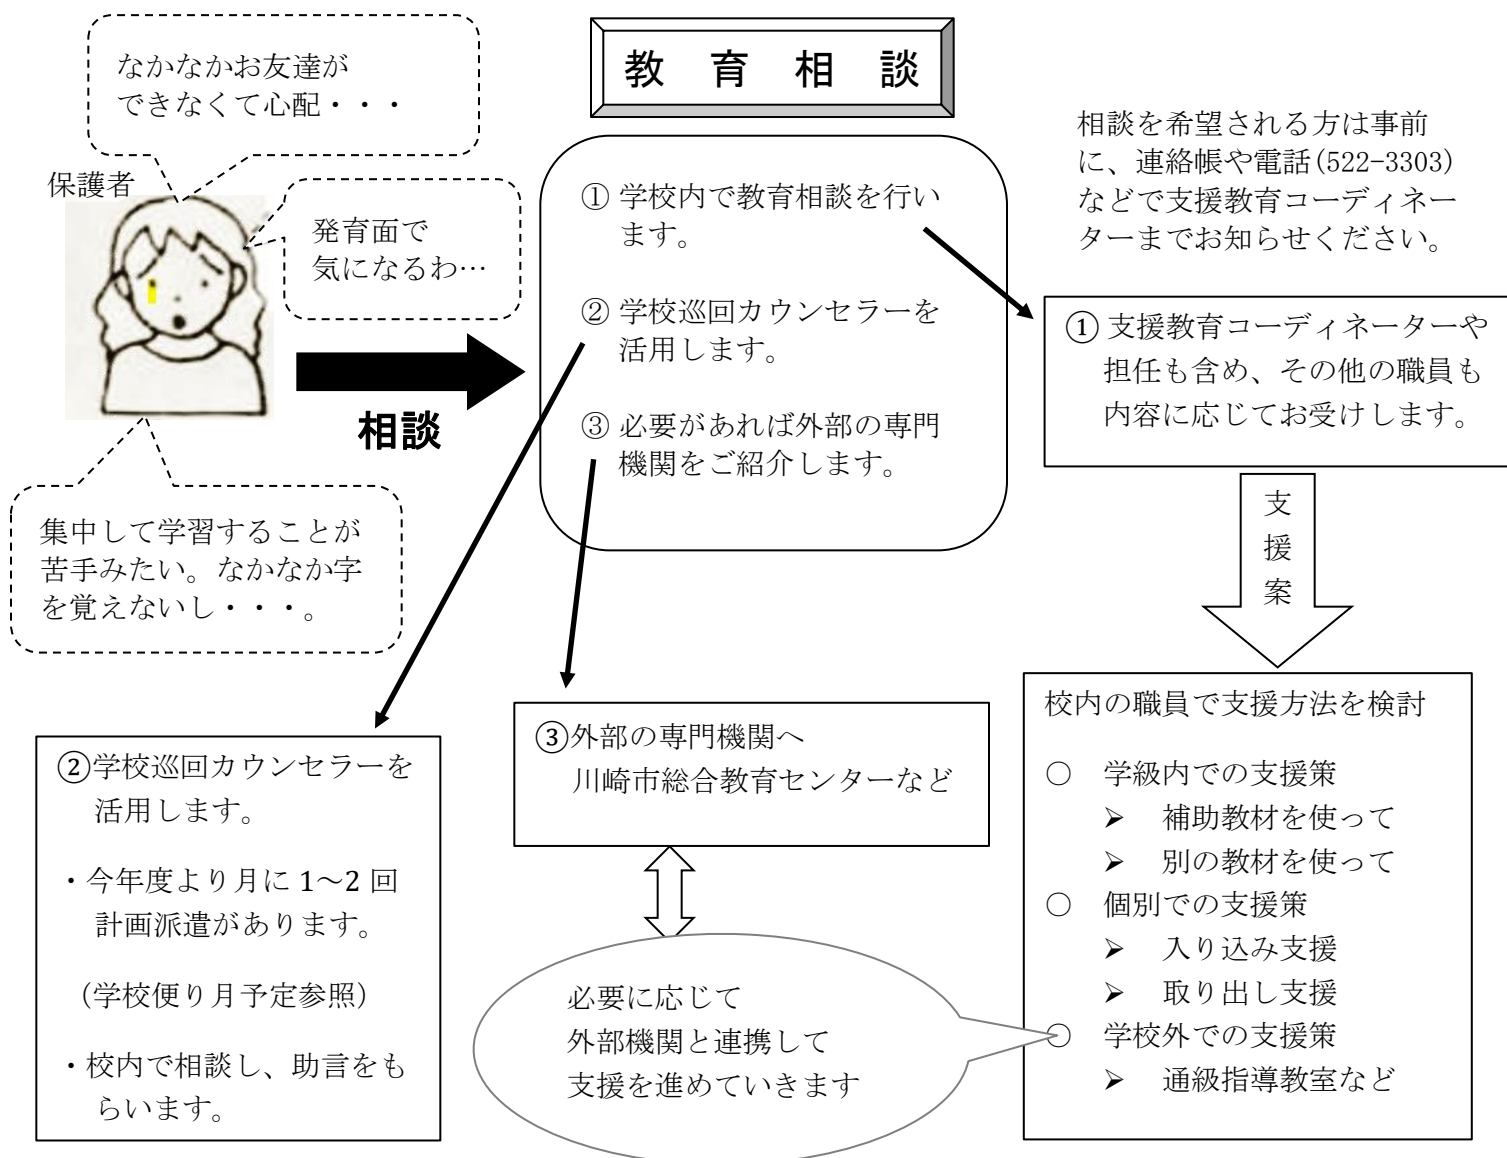 教育相談
なかなかお友達が
できなくて心配・・・
保護者
発育面で
気になるわ…
相談
集中して学習することが
苦手みたい。なかなか字
を覚えないし・・・。
① 学校内で教育相談を行い
ます。
② 学校巡回カウンセラーを
活用します。
③ 必要があれば外部の専門
機関をご紹介します。
相談を希望される方は事前
に、連絡帳や電話(522-3303)
などで支援教育コーディネー
ターまでお知らせください。
① 支援教育コーディネーターや
担任も含め、その他の職員も
内容に応じてお受けします。
支
援
案
校内の職員で支援方法を検討
○ 学級内での支援策
➢ 補助教材を使って
➢ 別の教材を使って
○ 個別での支援策
➢ 入り込み支援
➢ 取り出し支援
○ 学校外での支援策
➢ 通級指導教室など
②学校巡回カウンセラーを
活用します。
・今年度より月に 1～2 回
計画派遣があります。
（学校便り月予定参照）
・校内で相談し、助言をも
らいます。
③外部の専門機関へ
川崎市総合教育センターなど
必要に応じて
外部機関と連携して
支援を進めていきます